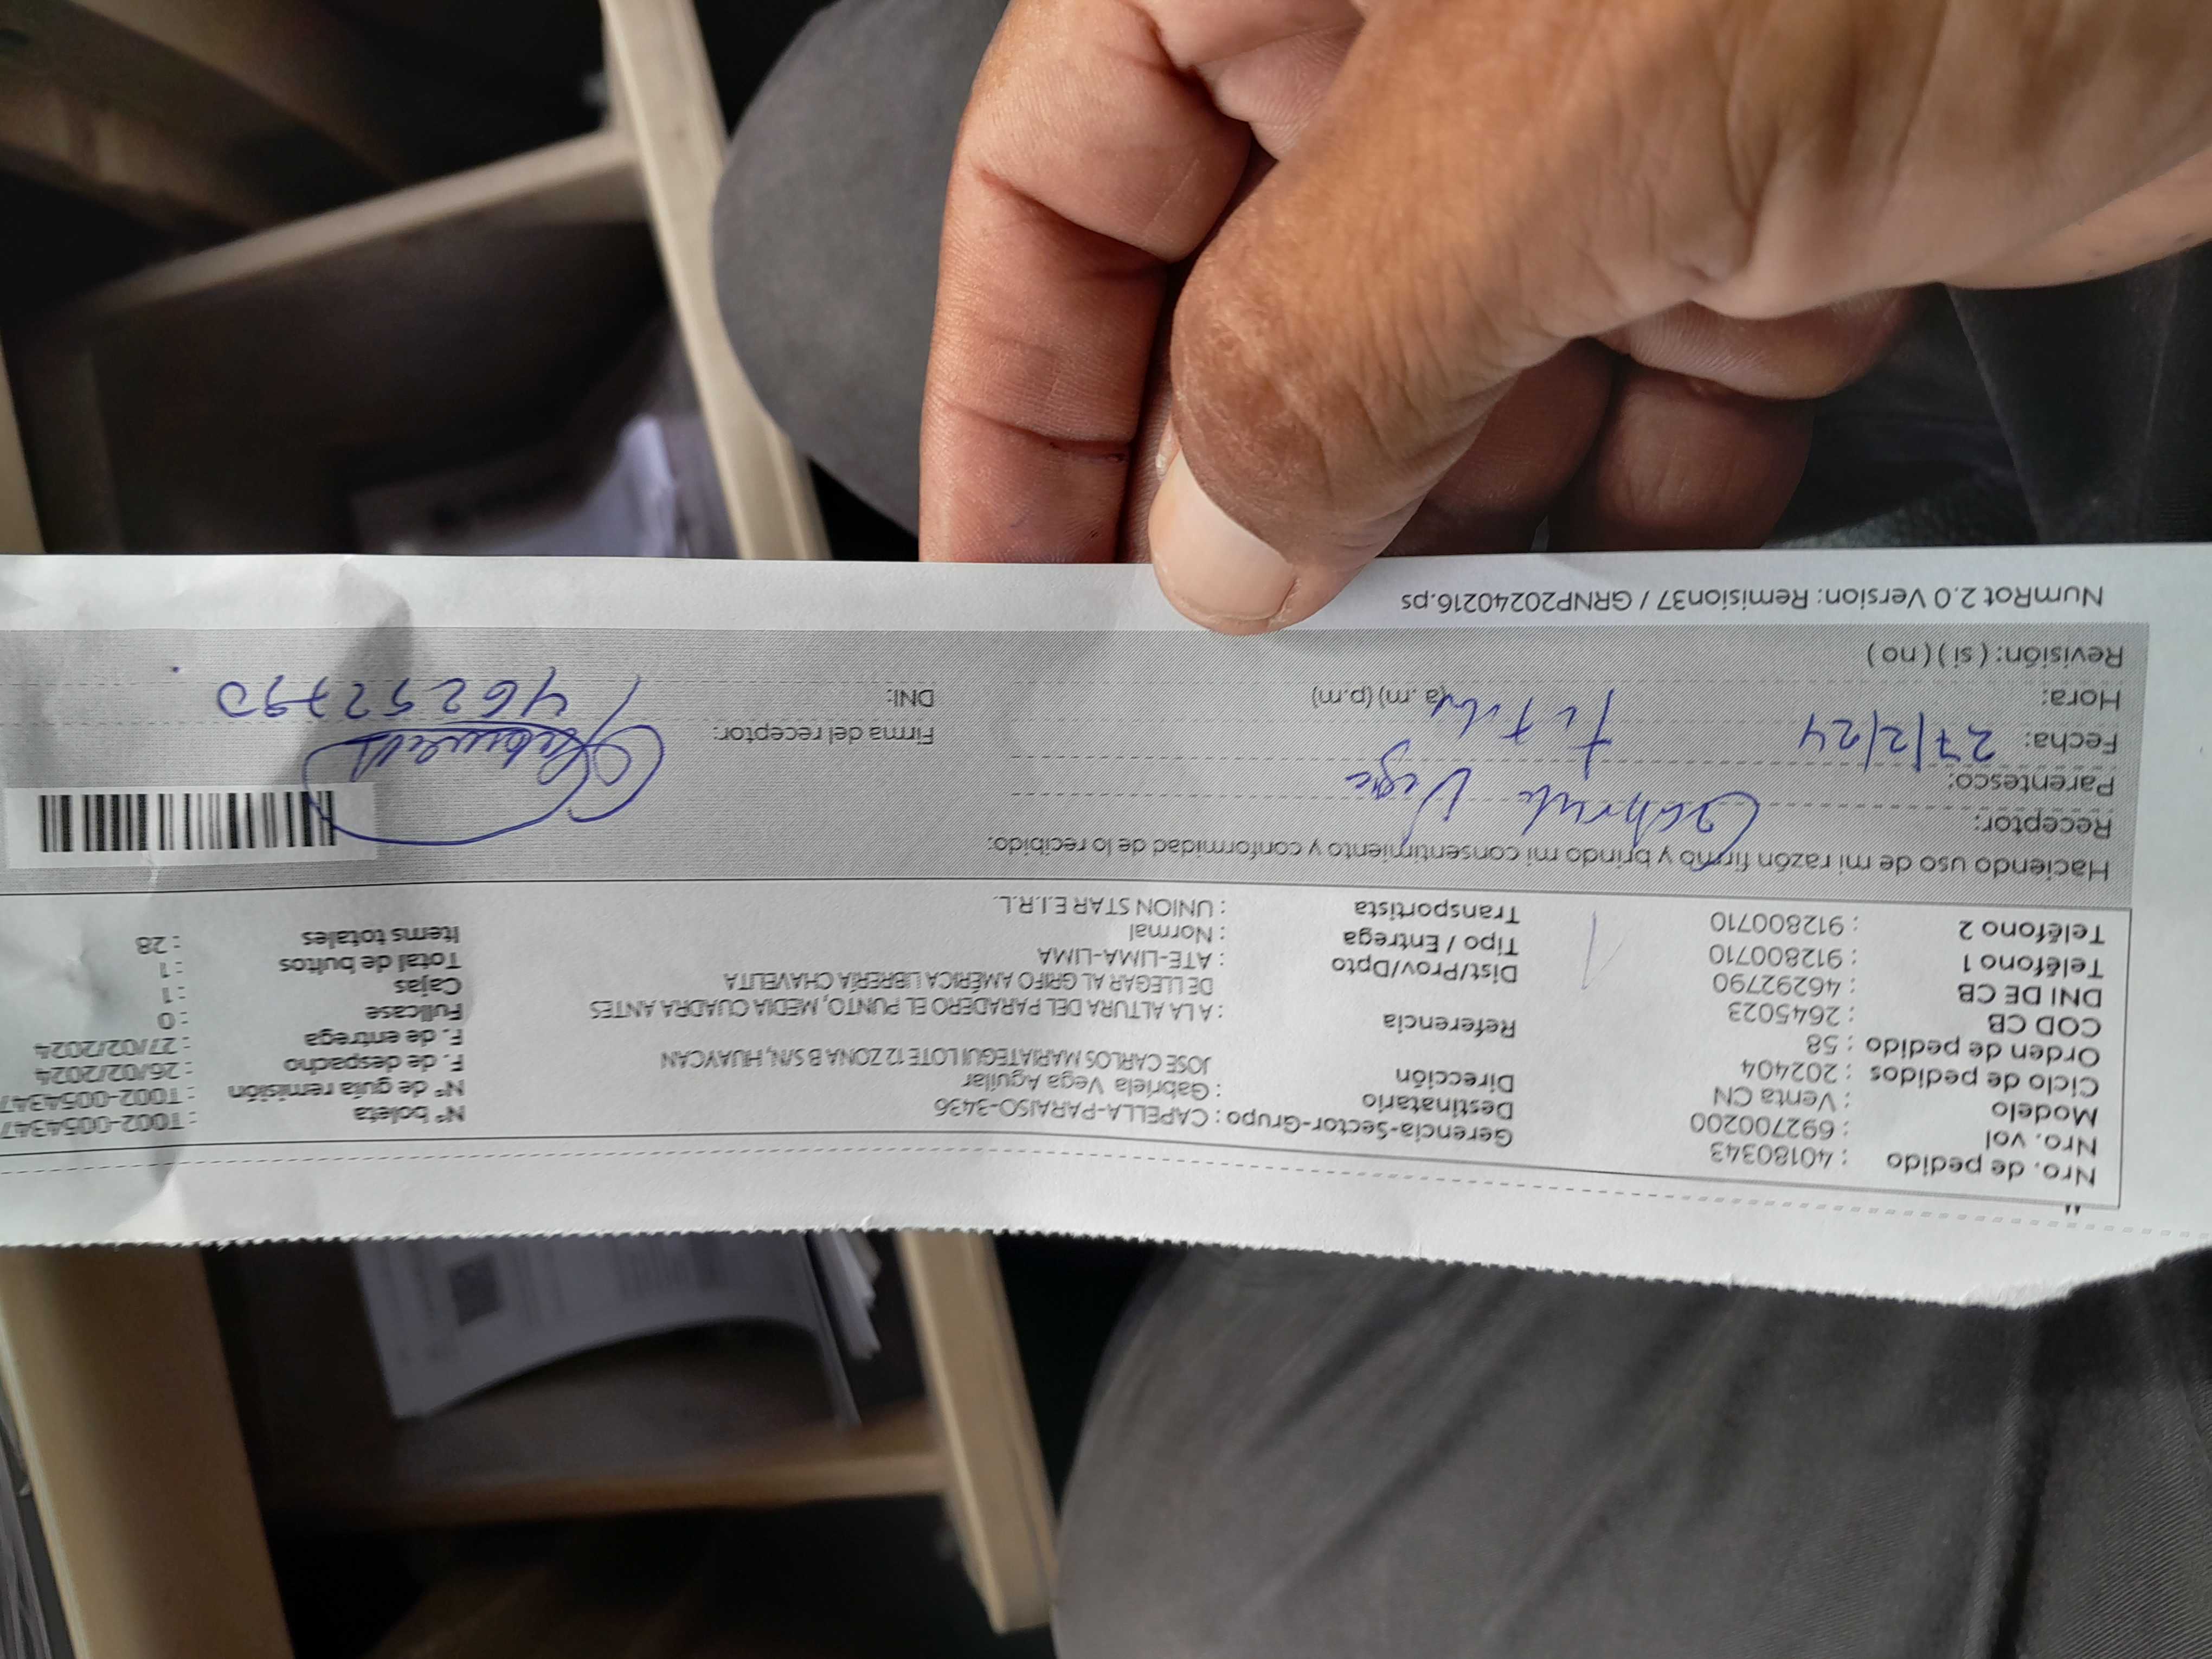 Nro. de pedido : 40180343
Nro. vol : 692700200
Modelo : Venta CN
Ciclo de pedidos : 202404
Orden de pedido : 58
COD CB : 2645023
DNI DE CB : 46292790
Teléfono 1 : 912800710
Teléfono 2 : 912800710
Gerencia-Sector-Grupo : CAPELLA-PARAISO-3436
Destinatario : Gabriela Vega Aguilar
Dirección JOSE CARLOS MARIATEGUI LOTE 12 ZONA B S/N, HUAYCAN
Referencia : A LA ALTURA DEL PARADERO EL PUNTO, MEDIA CUADRA ANTES
DE LLEGAR AL GRIFO AMÉRICA LIBRERÍA CHAVELITA
Dist/Prov/Dpto : ATE-LIMA-LIMA
Tipo / Entrega : Normal
Transportista : UNION STAR E.I.R.L.
N° boleta : T002-0054347
N° de guía remisión : T002-0054347
F. de despacho : 26/02/2024
F. de entrega : 27/02/2024
Fullcase : 0
Cajas : 1
Total de bultos : 1
Items totales : 28
Haciendo uso de mi razón firmo y brindo mi consentimiento y conformidad de lo recibido:
Receptor: Gabriela Vega
Parentesco:
Fecha: 27/2/24
Hora: (a. m) (p.m)
Revisión: ( si ) ( no )
Firma del receptor:
DNI: 46292790
NumRot 2.0 Version: Remision37 / GRNP20240216.ps